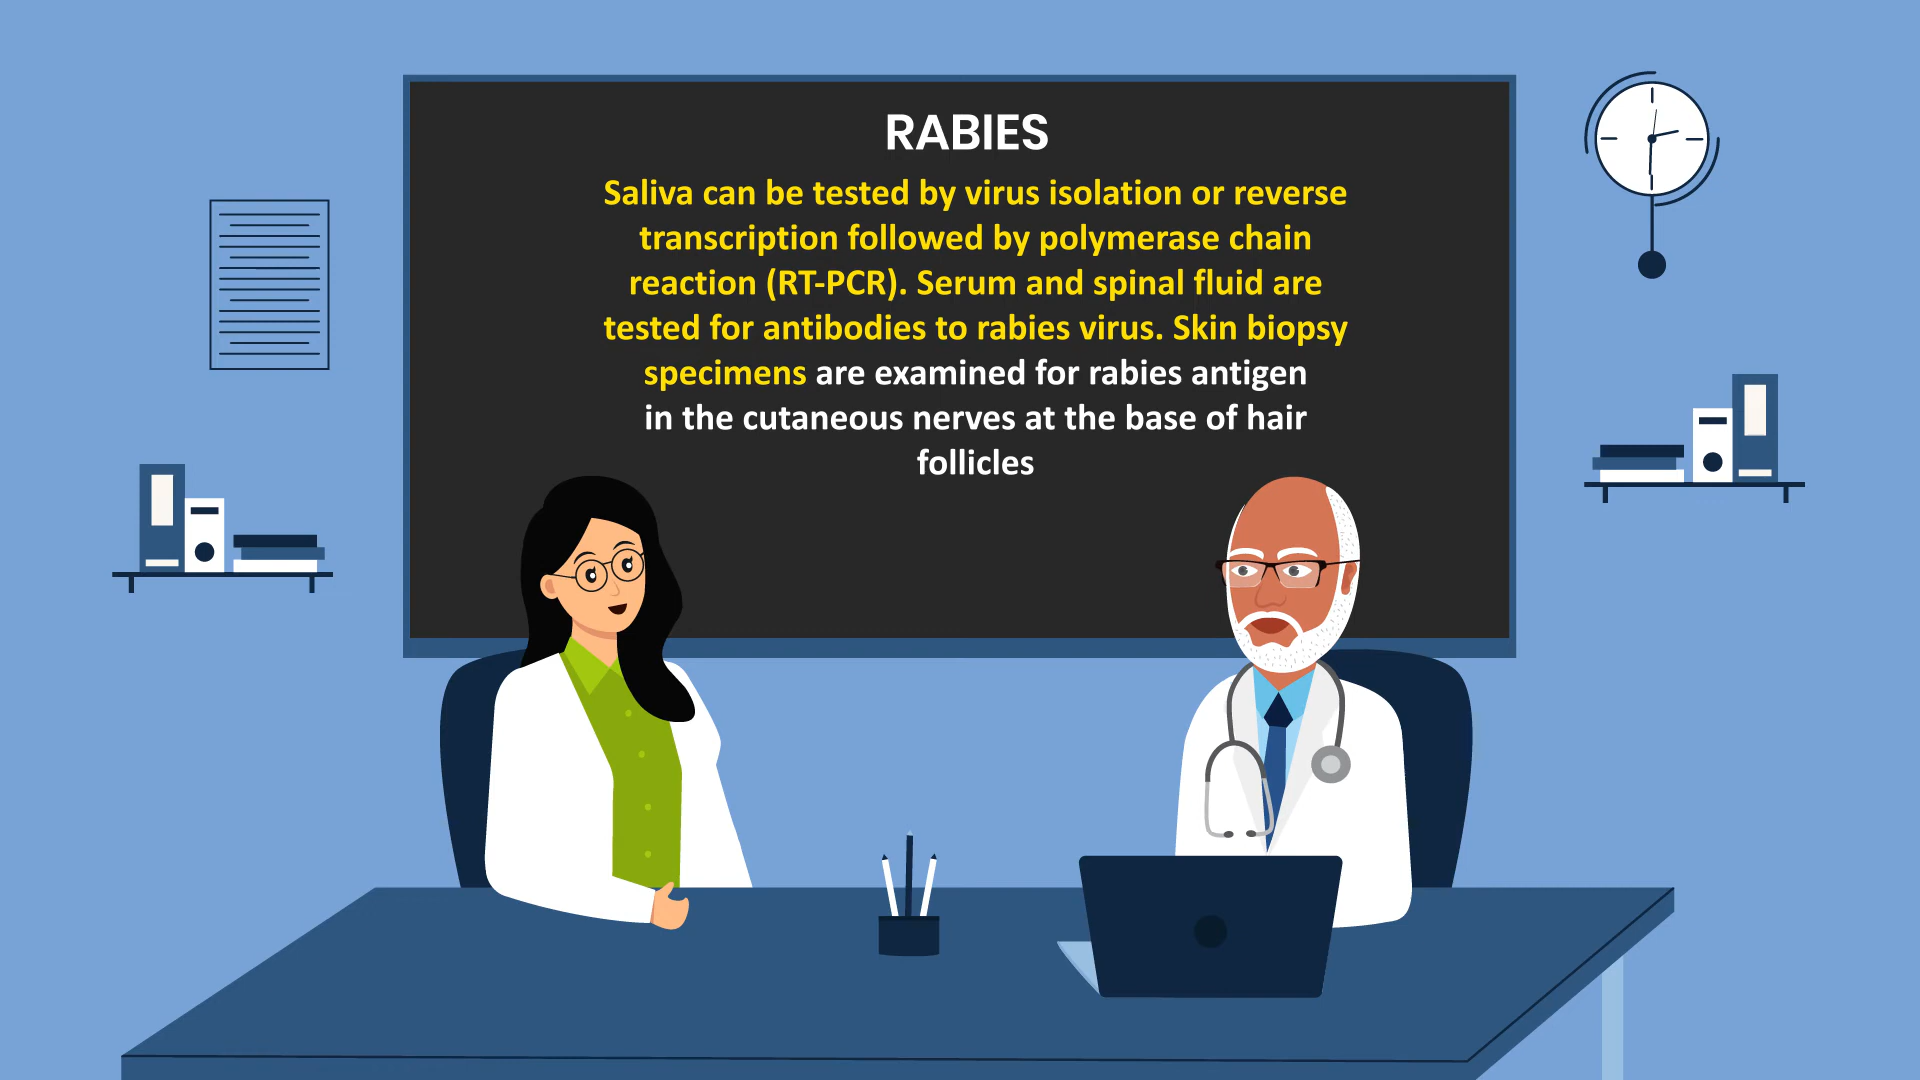 RABIES
Saliva can be tested by virus isolation or reverse
transcription followed by polymerase chain
reaction (RT-PCR). Serum and spinal fluid are
tested for antibodies to rabies virus. Skin biopsy
specimens are examined for rabies antigen
in the cutaneous nerves at the base of hair
follicles